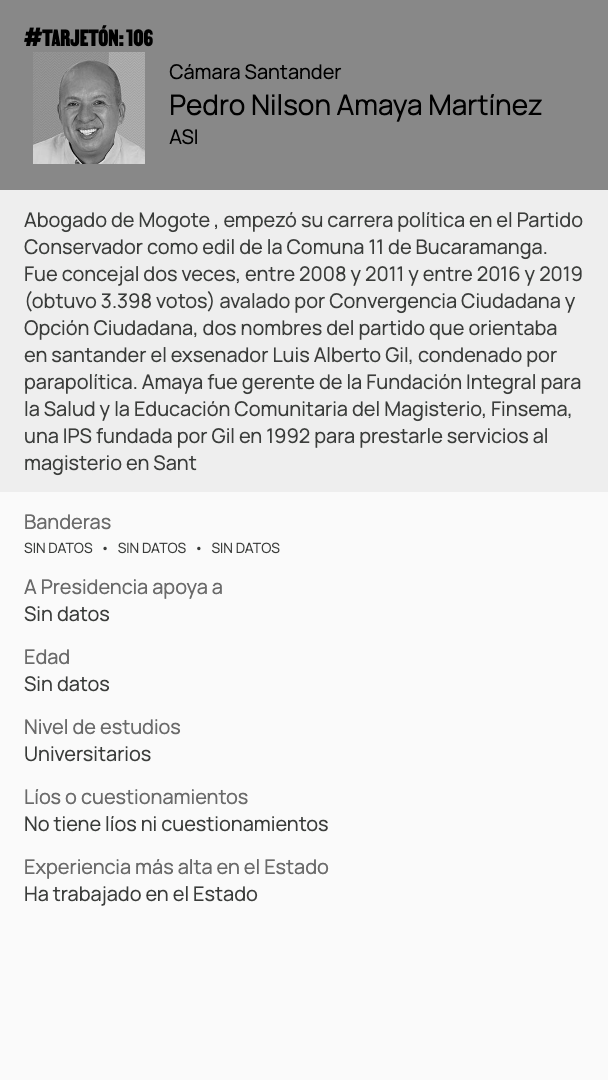 #TARJETÓN: 106
Cámara Santander
Pedro Nilson Amaya Martínez
ASI
Abogado de Mogote , empezó su carrera política en el Partido
Conservador como edil de la Comuna 11 de Bucaramanga.
Fue concejal dos veces, entre 2008 y 2011 y entre 2016 y 2019
(obtuvo 3.398 votos) avalado por Convergencia Ciudadana y
Opción Ciudadana, dos nombres del partido que orientaba
en santander el exsenador Luis Alberto Gil, condenado por
parapolítica. Amaya fue gerente de la Fundación Integral para
la Salud y la Educación Comunitaria del Magisterio, Finsema,
una IPS fundada por Gil en 1992 para prestarle servicios al
magisterio en Sant
Banderas
SIN DATOS • SIN DATOS • SIN DATOS
A Presidencia apoya a
Sin datos
Edad
Sin datos
Nivel de estudios
Universitarios
Líos o cuestionamientos
No tiene líos ni cuestionamientos
Experiencia más alta en el Estado
Ha trabajado en el Estado